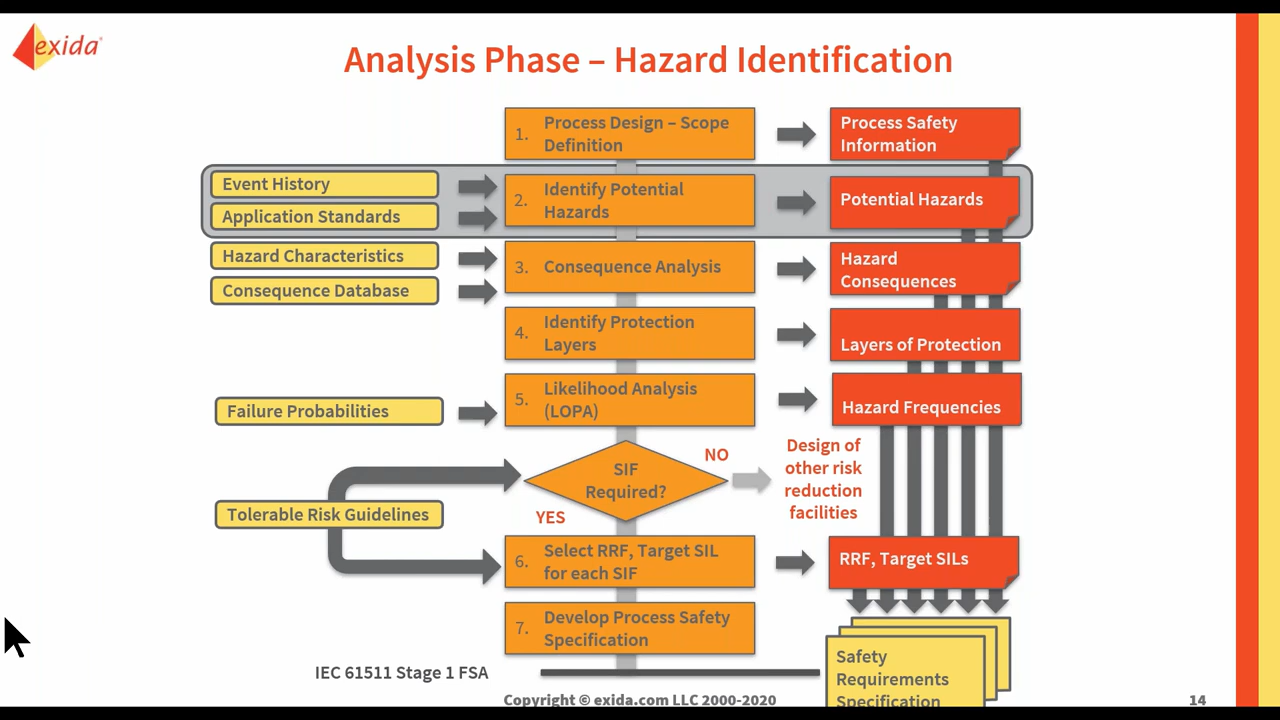 exida
Analysis Phase – Hazard Identification
1. Process Design – Scope
Definition
Process Safety
Information
Event History
Application Standards
2. Identify Potential
Hazards
Potential Hazards
Hazard Characteristics
Consequence Database
3. Consequence Analysis
Hazard
Consequences
4. Identify Protection
Layers
Layers of Protection
Failure Probabilities
5. Likelihood Analysis
(LOPA)
Hazard Frequencies
SIF
Required?
NO
YES
Design of
other risk
reduction
facilities
Tolerable Risk Guidelines
6. Select RRF, Target SIL
for each SIF
RRF, Target SILs
7. Develop Process Safety
Specification
Safety
Requirements
Specification
IEC 61511 Stage 1 FSA
Copyright © exida.com LLC 2000-2020
14